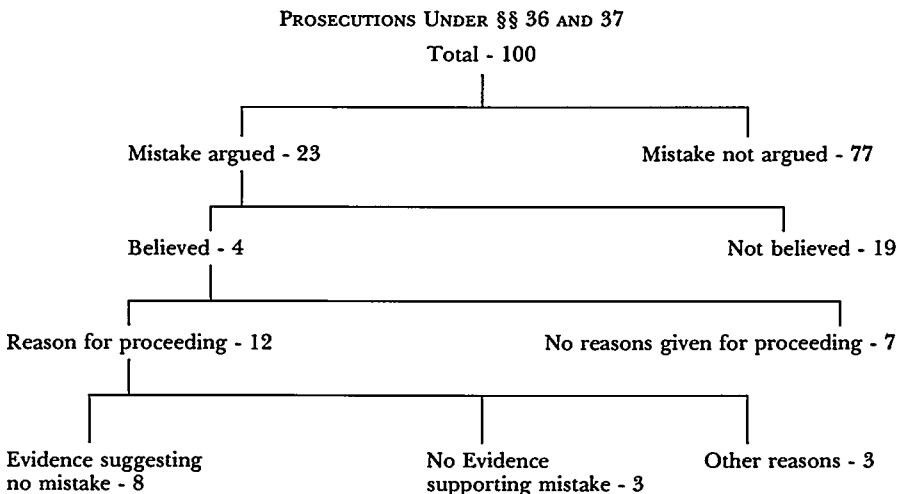 PROSECUTIONS UNDER §§ 36 AND 37
Total - 100
Mistake argued - 23
Mistake not argued - 77
Believed - 4
Not believed - 19
Reason for proceeding - 12
No reasons given for proceeding - 7
Evidence suggesting
no mistake - 8
No Evidence
supporting mistake - 3
Other reasons - 3